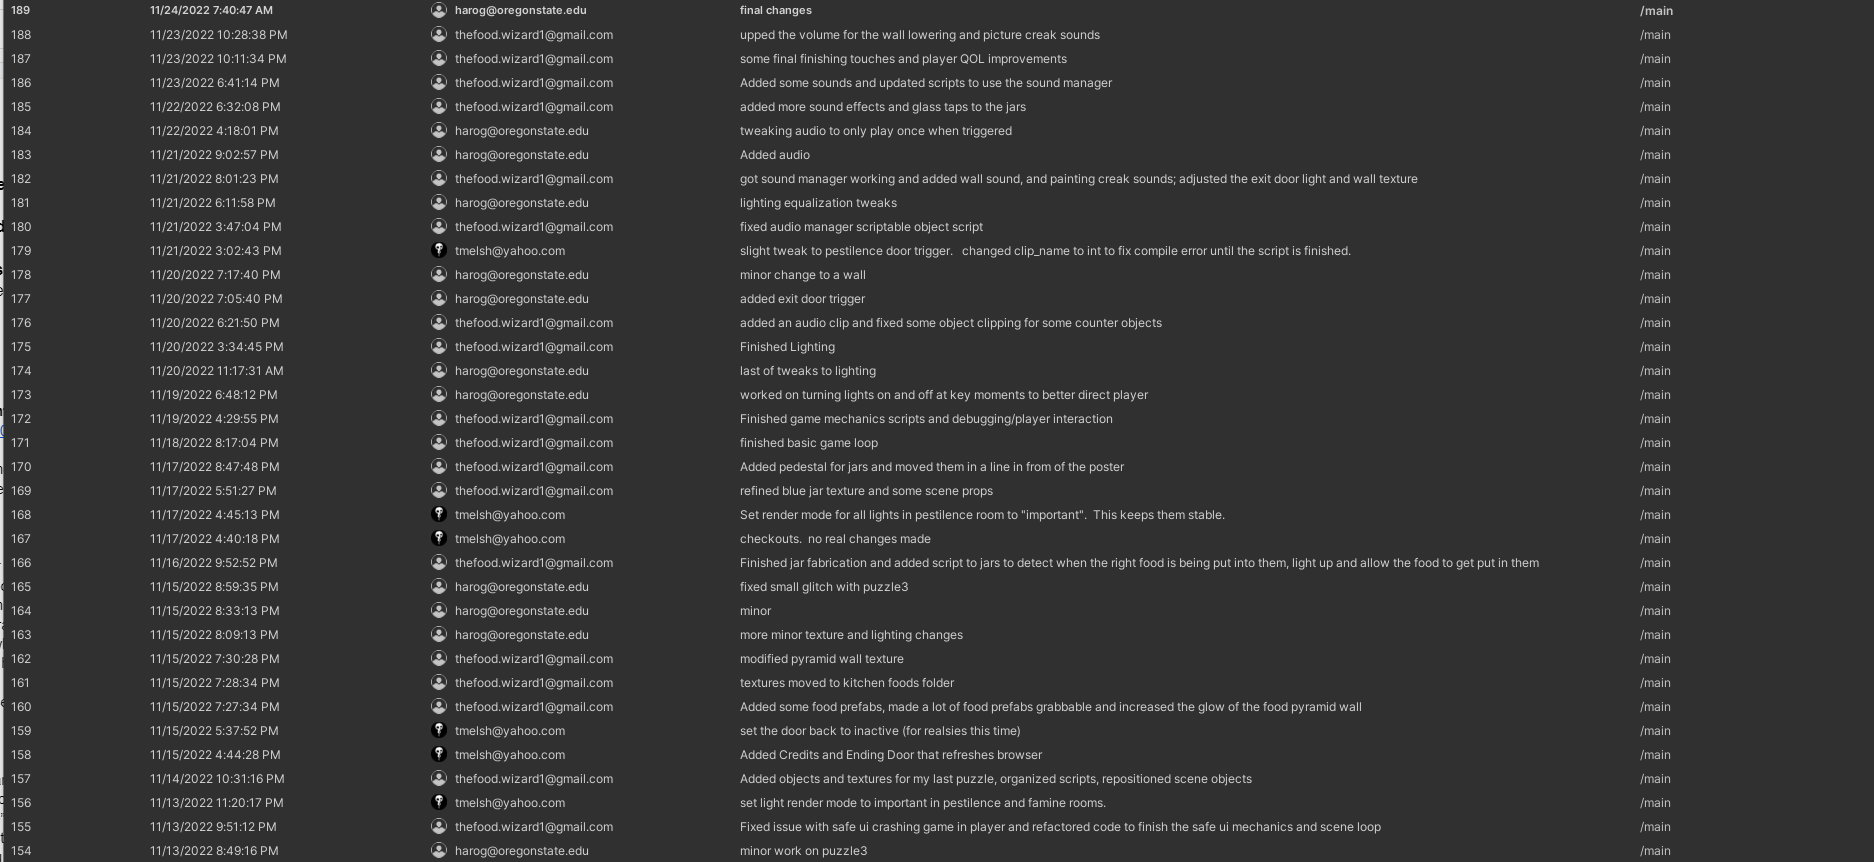 189 11/24/2022 7:40:47 AM harog@oregonstate.edu final changes /main
188 11/23/2022 10:28:38 PM thefood.wizard1@gmail.com upped the volume for the wall lowering and picture creak sounds /main
187 11/23/2022 10:11:34 PM thefood.wizard1@gmail.com some final finishing touches and player QOL improvements /main
186 11/23/2022 6:41:14 PM thefood.wizard1@gmail.com Added some sounds and updated scripts to use the sound manager /main
185 11/22/2022 6:32:08 PM thefood.wizard1@gmail.com added more sound effects and glass taps to the jars /main
184 11/22/2022 4:18:01 PM harog@oregonstate.edu tweaking audio to only play once when triggered /main
183 11/21/2022 9:02:57 PM harog@oregonstate.edu Added audio /main
182 11/21/2022 8:01:23 PM thefood.wizard1@gmail.com got sound manager working and added wall sound, and painting creak sounds; adjusted the exit door light and wall texture /main
181 11/21/2022 6:11:58 PM harog@oregonstate.edu lighting equalization tweaks /main
180 11/21/2022 3:47:04 PM thefood.wizard1@gmail.com fixed audio manager scriptable object script /main
179 11/21/2022 3:02:43 PM tmelsh@yahoo.com slight tweak to pestilence door trigger.   changed clip_name to int to fix compile error until the script is finished. /main
178 11/20/2022 7:17:40 PM harog@oregonstate.edu minor change to a wall /main
177 11/20/2022 7:05:40 PM harog@oregonstate.edu added exit door trigger /main
176 11/20/2022 6:21:50 PM thefood.wizard1@gmail.com added an audio clip and fixed some object clipping for some counter objects /main
175 11/20/2022 3:34:45 PM thefood.wizard1@gmail.com Finished Lighting /main
174 11/20/2022 11:17:31 AM harog@oregonstate.edu last of tweaks to lighting /main
173 11/19/2022 6:48:12 PM harog@oregonstate.edu worked on turning lights on and off at key moments to better direct player /main
172 11/19/2022 4:29:55 PM thefood.wizard1@gmail.com Finished game mechanics scripts and debugging/player interaction /main
171 11/18/2022 8:17:04 PM thefood.wizard1@gmail.com finished basic game loop /main
170 11/17/2022 8:47:48 PM thefood.wizard1@gmail.com Added pedestal for jars and moved them in a line in from of the poster /main
169 11/17/2022 5:51:27 PM thefood.wizard1@gmail.com refined blue jar texture and some scene props /main
168 11/17/2022 4:45:13 PM tmelsh@yahoo.com Set render mode for all lights in pestilence room to "important".  This keeps them stable. /main
167 11/17/2022 4:40:18 PM tmelsh@yahoo.com checkouts.  no real changes made /main
166 11/16/2022 9:52:52 PM thefood.wizard1@gmail.com Finished jar fabrication and added script to jars to detect when the right food is being put into them, light up and allow the food to get put in them /main
165 11/15/2022 8:59:35 PM harog@oregonstate.edu fixed small glitch with puzzle3 /main
164 11/15/2022 8:33:13 PM harog@oregonstate.edu minor /main
163 11/15/2022 8:09:13 PM harog@oregonstate.edu more minor texture and lighting changes /main
162 11/15/2022 7:30:28 PM thefood.wizard1@gmail.com modified pyramid wall texture /main
161 11/15/2022 7:28:34 PM thefood.wizard1@gmail.com textures moved to kitchen foods folder /main
160 11/15/2022 7:27:34 PM thefood.wizard1@gmail.com Added some food prefabs, made a lot of food prefabs grabbable and increased the glow of the food pyramid wall /main
159 11/15/2022 5:37:52 PM tmelsh@yahoo.com set the door back to inactive (for realsies this time) /main
158 11/15/2022 4:44:28 PM tmelsh@yahoo.com Added Credits and Ending Door that refreshes browser /main
157 11/14/2022 10:31:16 PM thefood.wizard1@gmail.com Added objects and textures for my last puzzle, organized scripts, repositioned scene objects /main
156 11/13/2022 11:20:17 PM tmelsh@yahoo.com set light render mode to important in pestilence and famine rooms. /main
155 11/13/2022 9:51:12 PM thefood.wizard1@gmail.com Fixed issue with safe ui crashing game in player and refactored code to finish the safe ui mechanics and scene loop /main
154 11/13/2022 8:49:16 PM harog@oregonstate.edu minor work on puzzle3 /main